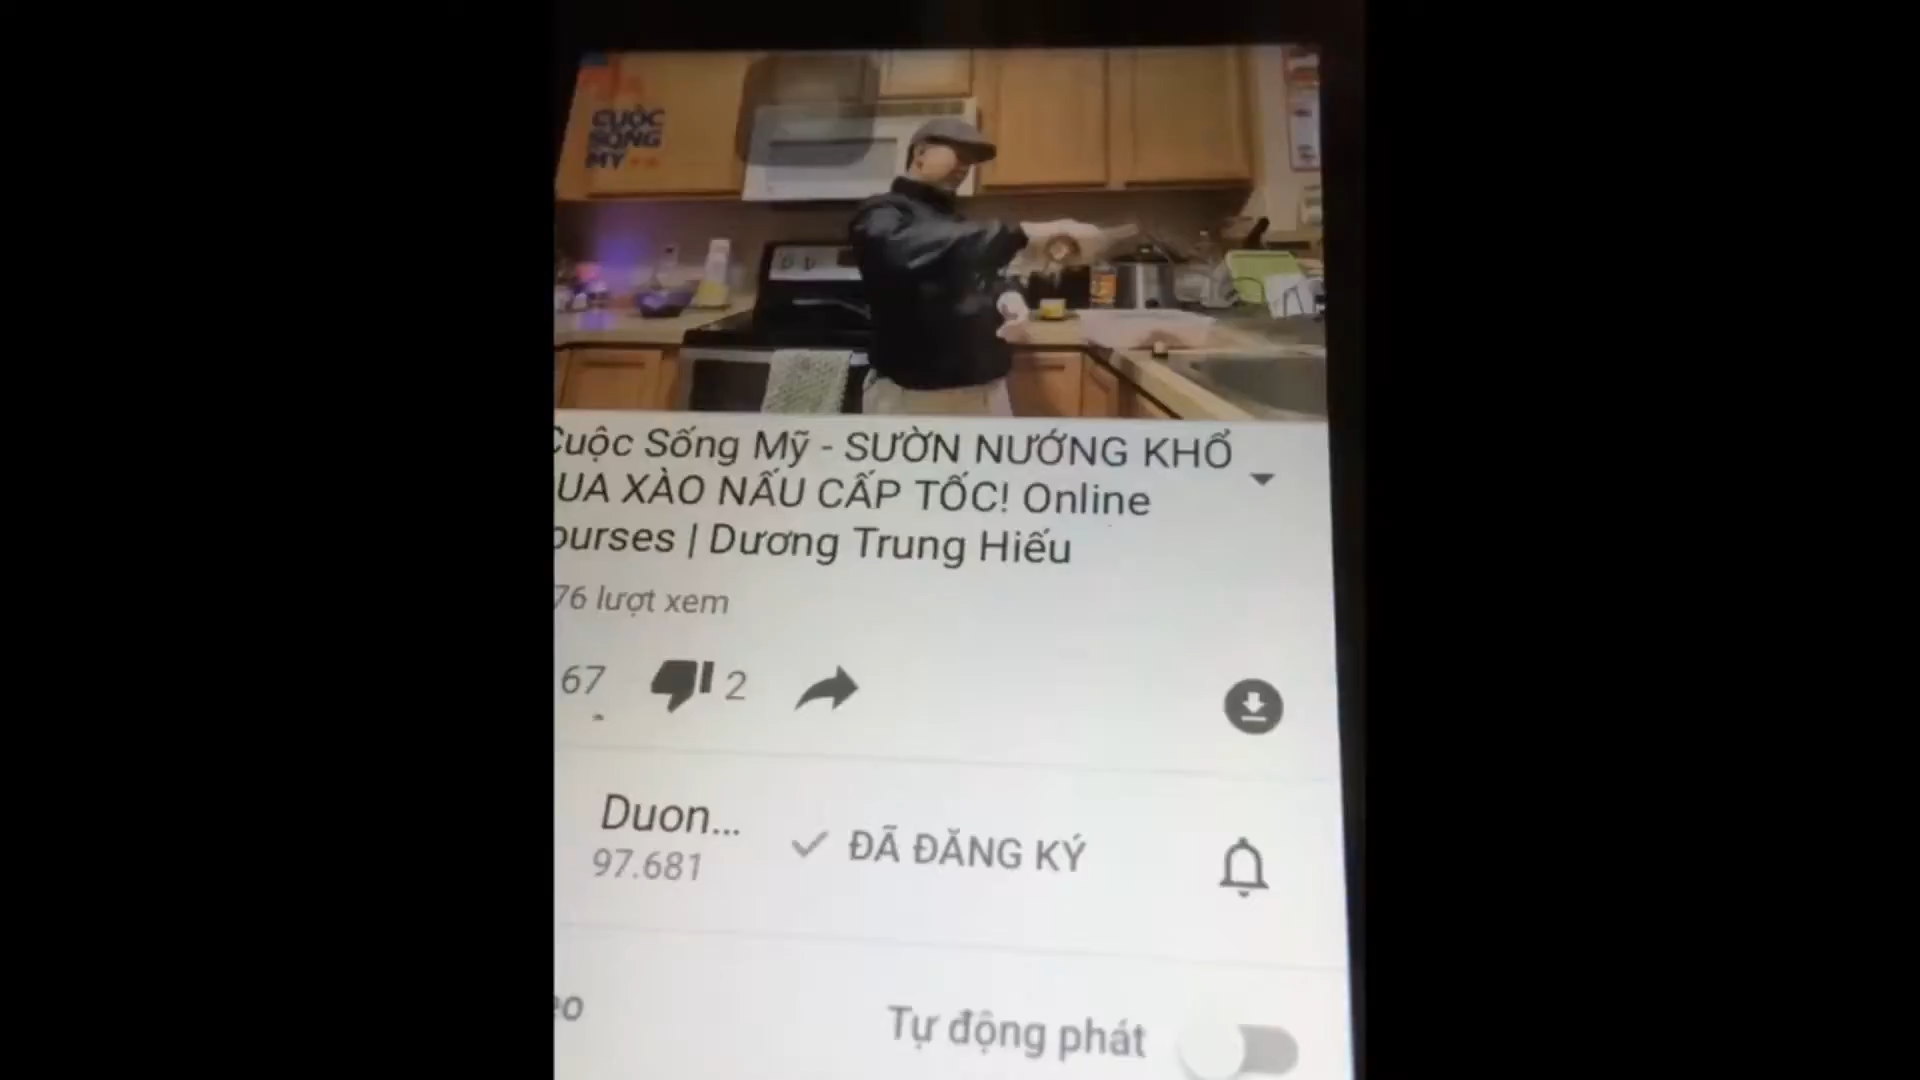 CUỘC
SỐNG
MỸ
Cuộc Sống Mỹ - SƯỜN NƯỚNG KHỔ
UA XÀO NẤU CẤP TỐC! Online
ourses | Dương Trung Hiếu
76 lượt xem
67 2
Duon...
97.681
ĐÃ ĐĂNG KÝ
eo
Tự động phát